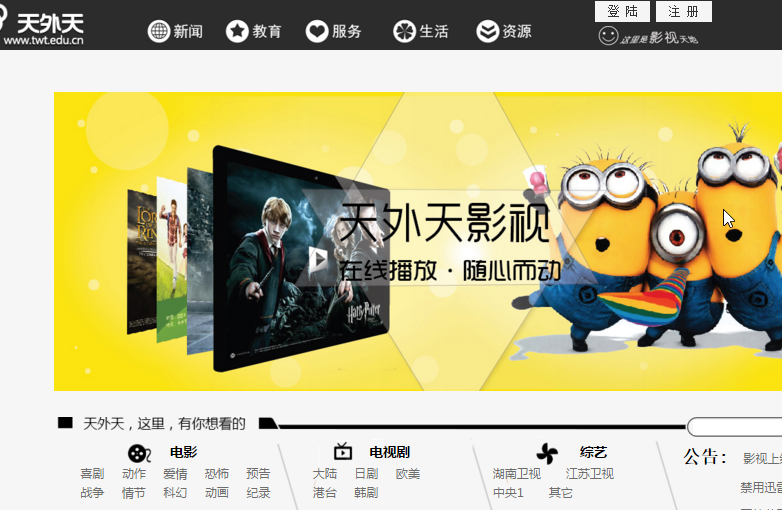 天外天
www.twt.edu.cn
新闻 教育 服务 生活 资源
登 陆 注 册
这里是影视天地
天外天影视
在线播放·随心而动
Harry Potter
天外天，这里，有你想看的
电影
喜剧 动作 爱情 恐怖 预告
战争 情节 科幻 动画 纪录
电视剧
大陆 日剧 欧美
港台 韩剧
综艺
湖南卫视 江苏卫视
中央1 其它
公告： 影视上
禁用迅